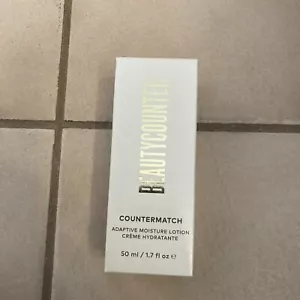 BEAUTYCOUNTER
COUNTERMATCH
ADAPTIVE MOISTURE LOTION
CRÈME HYDRATANTE
50 ml / 1.7 fl oz ℮